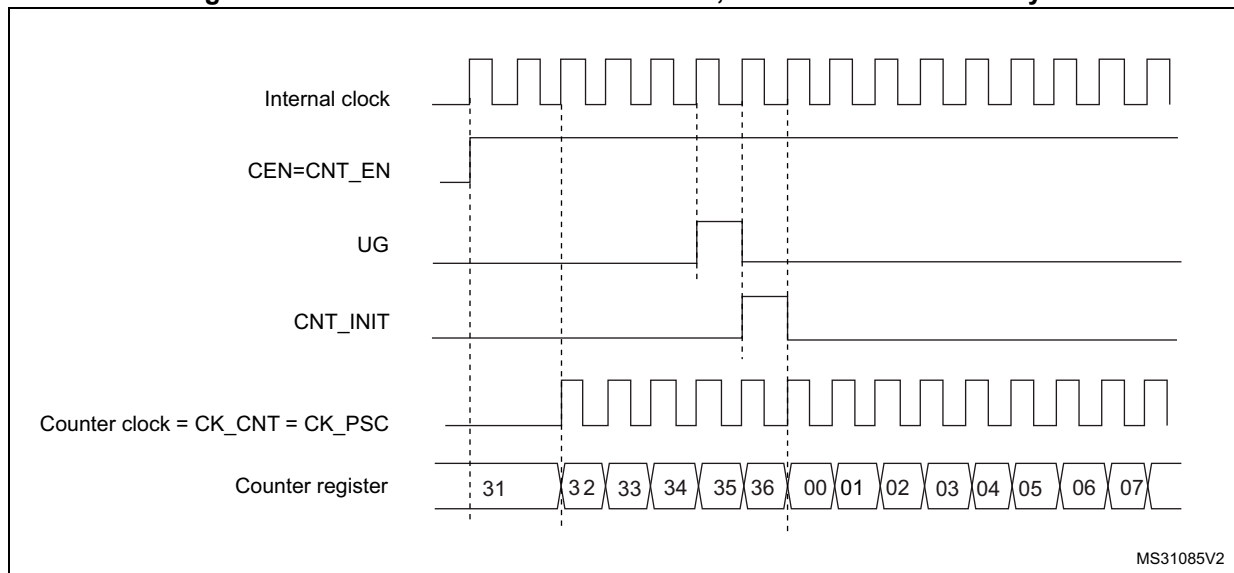 Internal clock
CEN=CNT_EN
UG
CNT_INIT
Counter clock = CK_CNT = CK_PSC
Counter register 31 32 33 34 35 36 00 01 02 03 04 05 06 07
MS31085V2